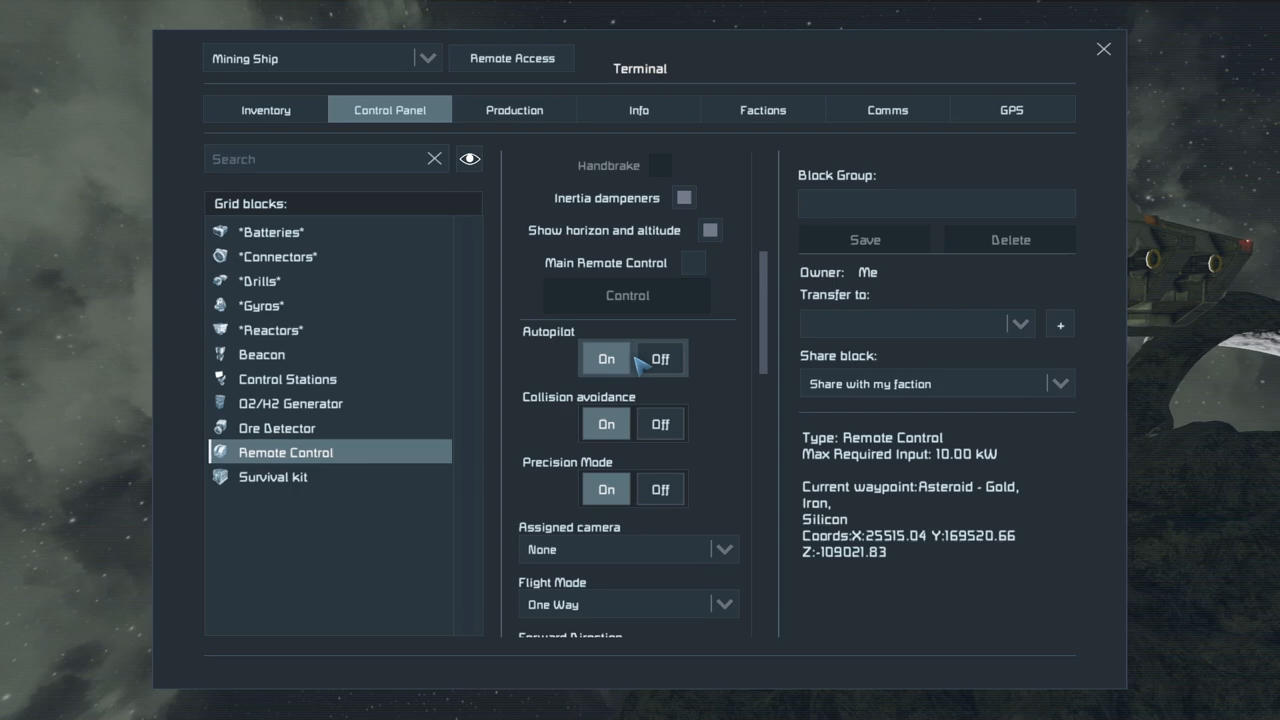 Mining Ship
Remote Access
Terminal
Inventory
Control Panel
Production
Info
Factions
Comms
GPS
Search
Grid blocks:
*Batteries*
*Connectors*
*Drills*
*Gyros*
*Reactors*
Beacon
Control Stations
O2/H2 Generator
Ore Detector
Remote Control
Survival kit
Handbrake
Inertia dampeners
Show horizon and altitude
Main Remote Control
Control
Autopilot
On Off
Collision avoidance
On Off
Precision Mode
On Off
Assigned camera
None
Flight Mode
One Way
Forward Direction
Block Group:
Save Delete
Owner: Me
Transfer to:
+
Share block:
Share with my faction
Type: Remote Control
Max Required Input: 10.00 kW
Current waypoint:Asteroid - Gold,
Iron,
Silicon
Coords:X:25515.04 Y:169520.66
Z:-109021.83